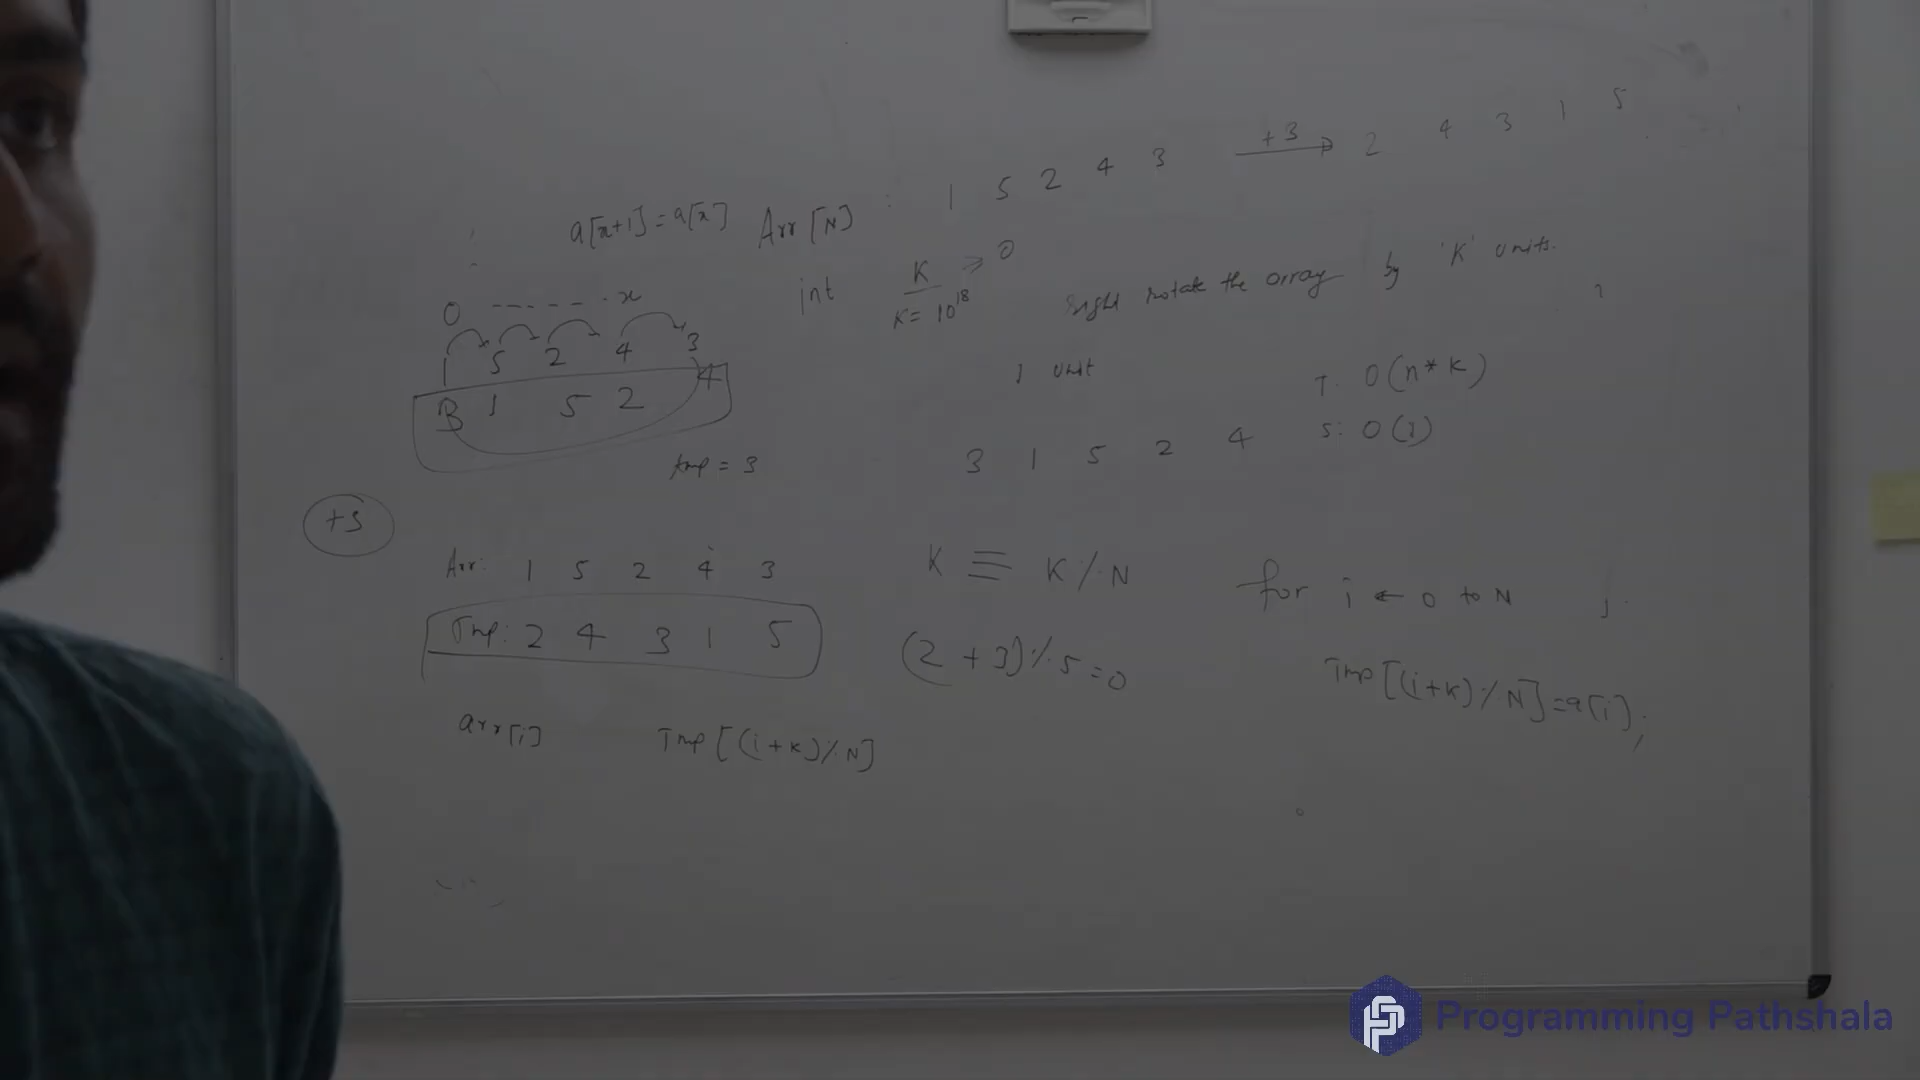 Arr[N] : 1 5 2 4 3 +3 → 2 4 3 1 5
a[x+1]=a[x]
int K ≥ 0
K = 10^18
right rotate the array by 'K' units.
0 ----- x
1 5 2 4 3
3 1 5 2 4
tmp = 3
1 unit
3 1 5 2 4
T. O(n*k)
S: O(1)
+3
Arr: 1 5 2 4 3
Tmp: 2 4 3 1 5
arr[i] Tmp[(i+k)%N]
K ≡ K%N
(2+3)%5=0
for i ← 0 to N
Tmp[(i+k)%N]=a[i];
Programming Pathshala